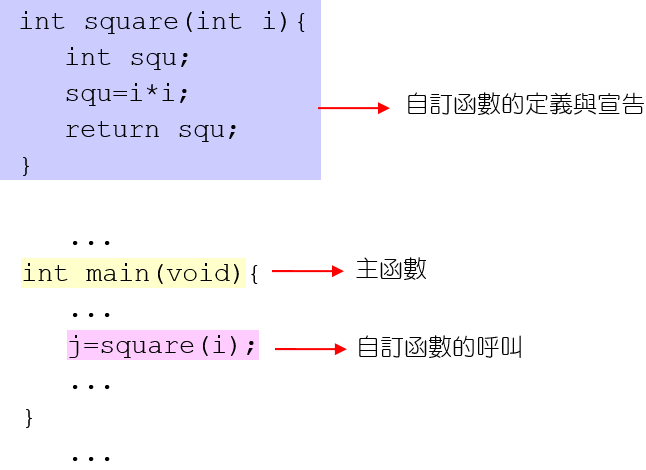 int square(int i){
int squ;
squ=i*i;
return squ;
}
自訂函數的定義與宣告
...
int main(void){
主函數
...
j=square(i);
自訂函數的呼叫
...
}
...